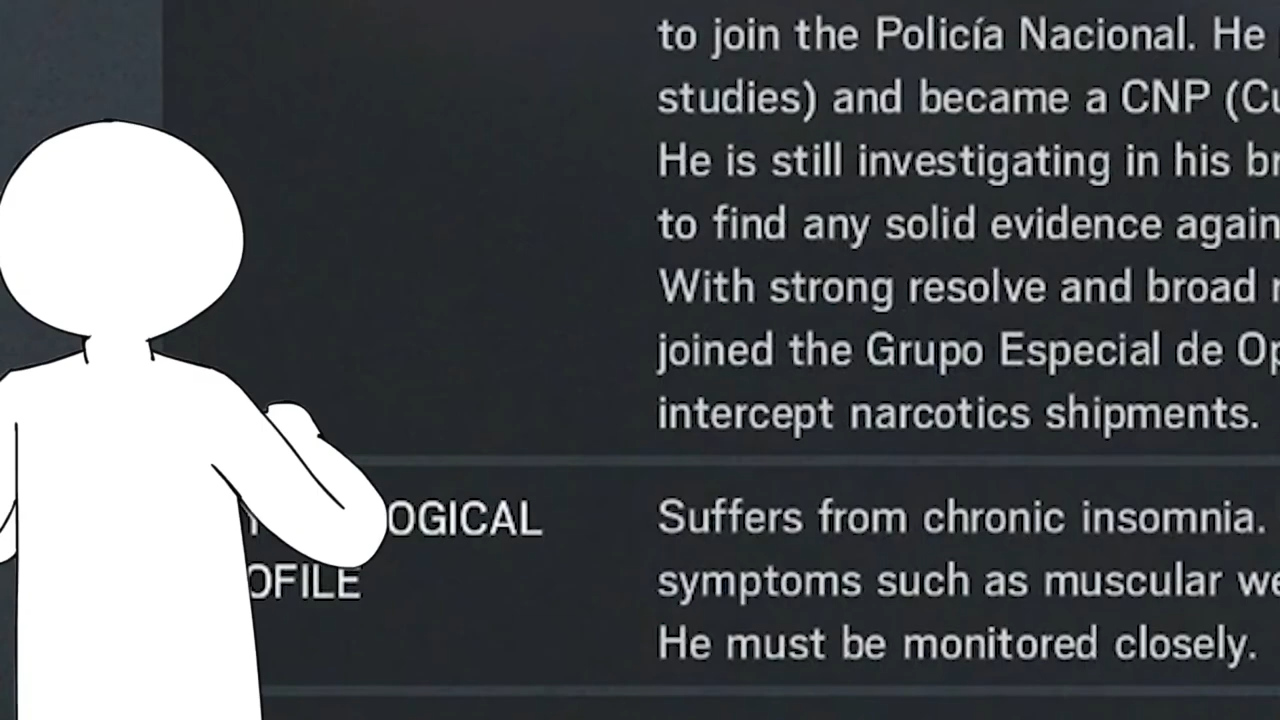 to join the Policía Nacional. He
studies) and became a CNP (Cu
He is still investigating in his br
to find any solid evidence again
With strong resolve and broad r
joined the Grupo Especial de Op
intercept narcotics shipments.
OGICAL
OFILE
Suffers from chronic insomnia.
symptoms such as muscular we
He must be monitored closely.